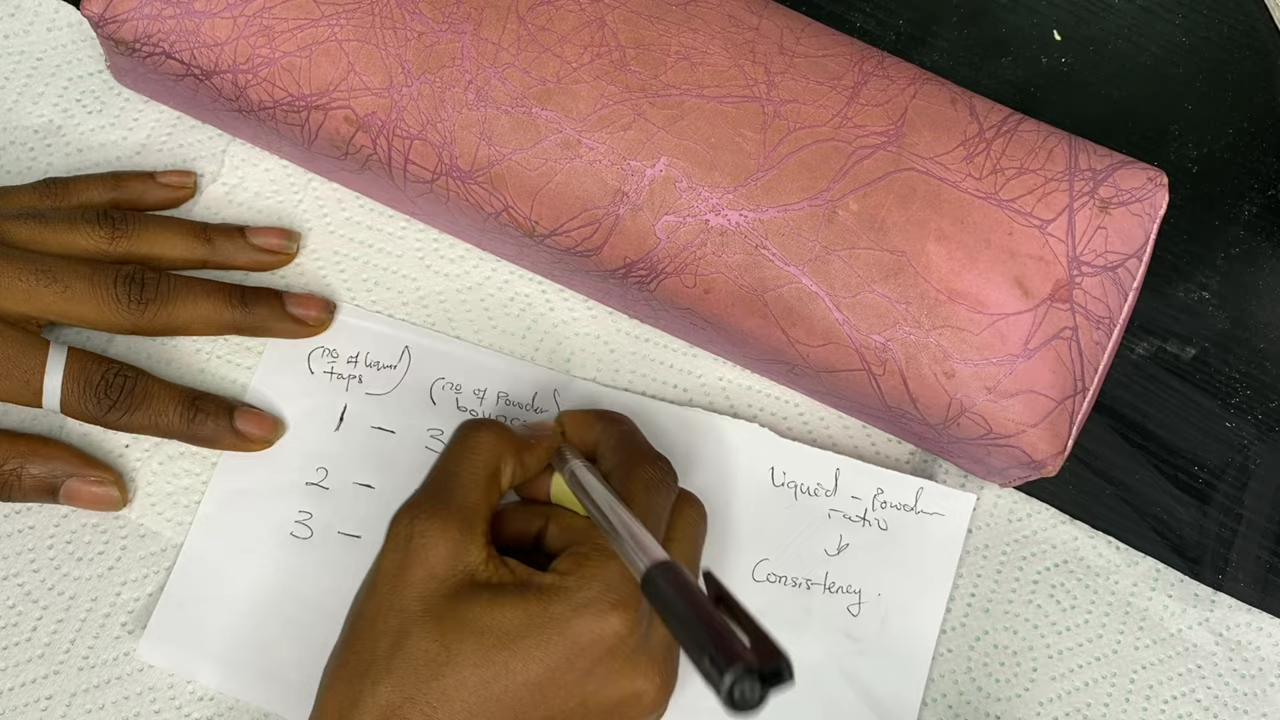 (no of liquid
taps)
(no of Powder
1 - 3
2 -
3 -
Liquid - Powder
ratio
Consistency.